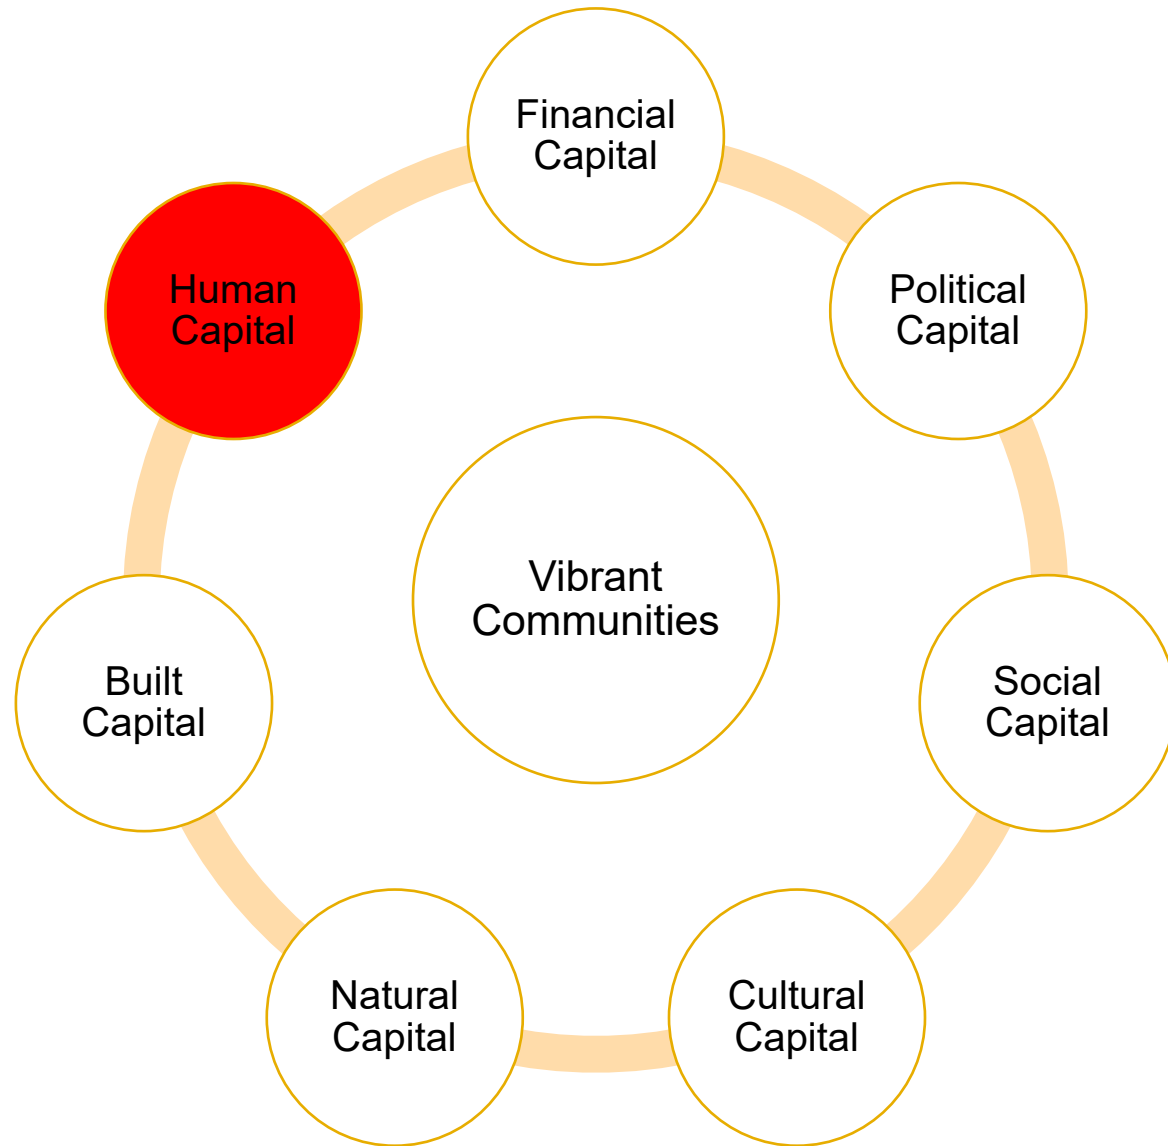 Financial
Capital
Political
Capital
Social
Capital
Cultural
Capital
Natural
Capital
Built
Capital
Human
Capital
Vibrant
Communities